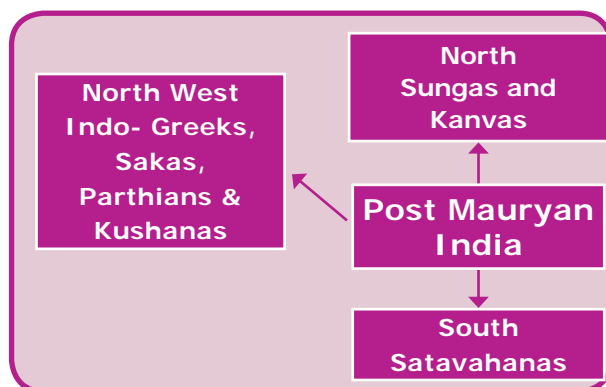 North West
Indo- Greeks,
Sakas,
Parthians &
Kushanas
North
Sungas and
Kanvas
Post Mauryan
India
South
Satavahanas